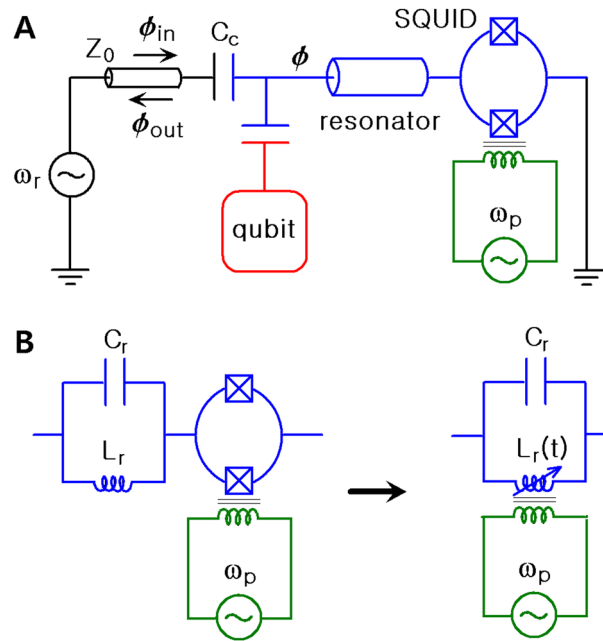 A
SQUID
Z₀
ϕin
Cc
ϕ
ϕout
resonator
ωr
qubit
ωp
B
Cr
Cr
Lr
Lr(t)
ωp
ωp